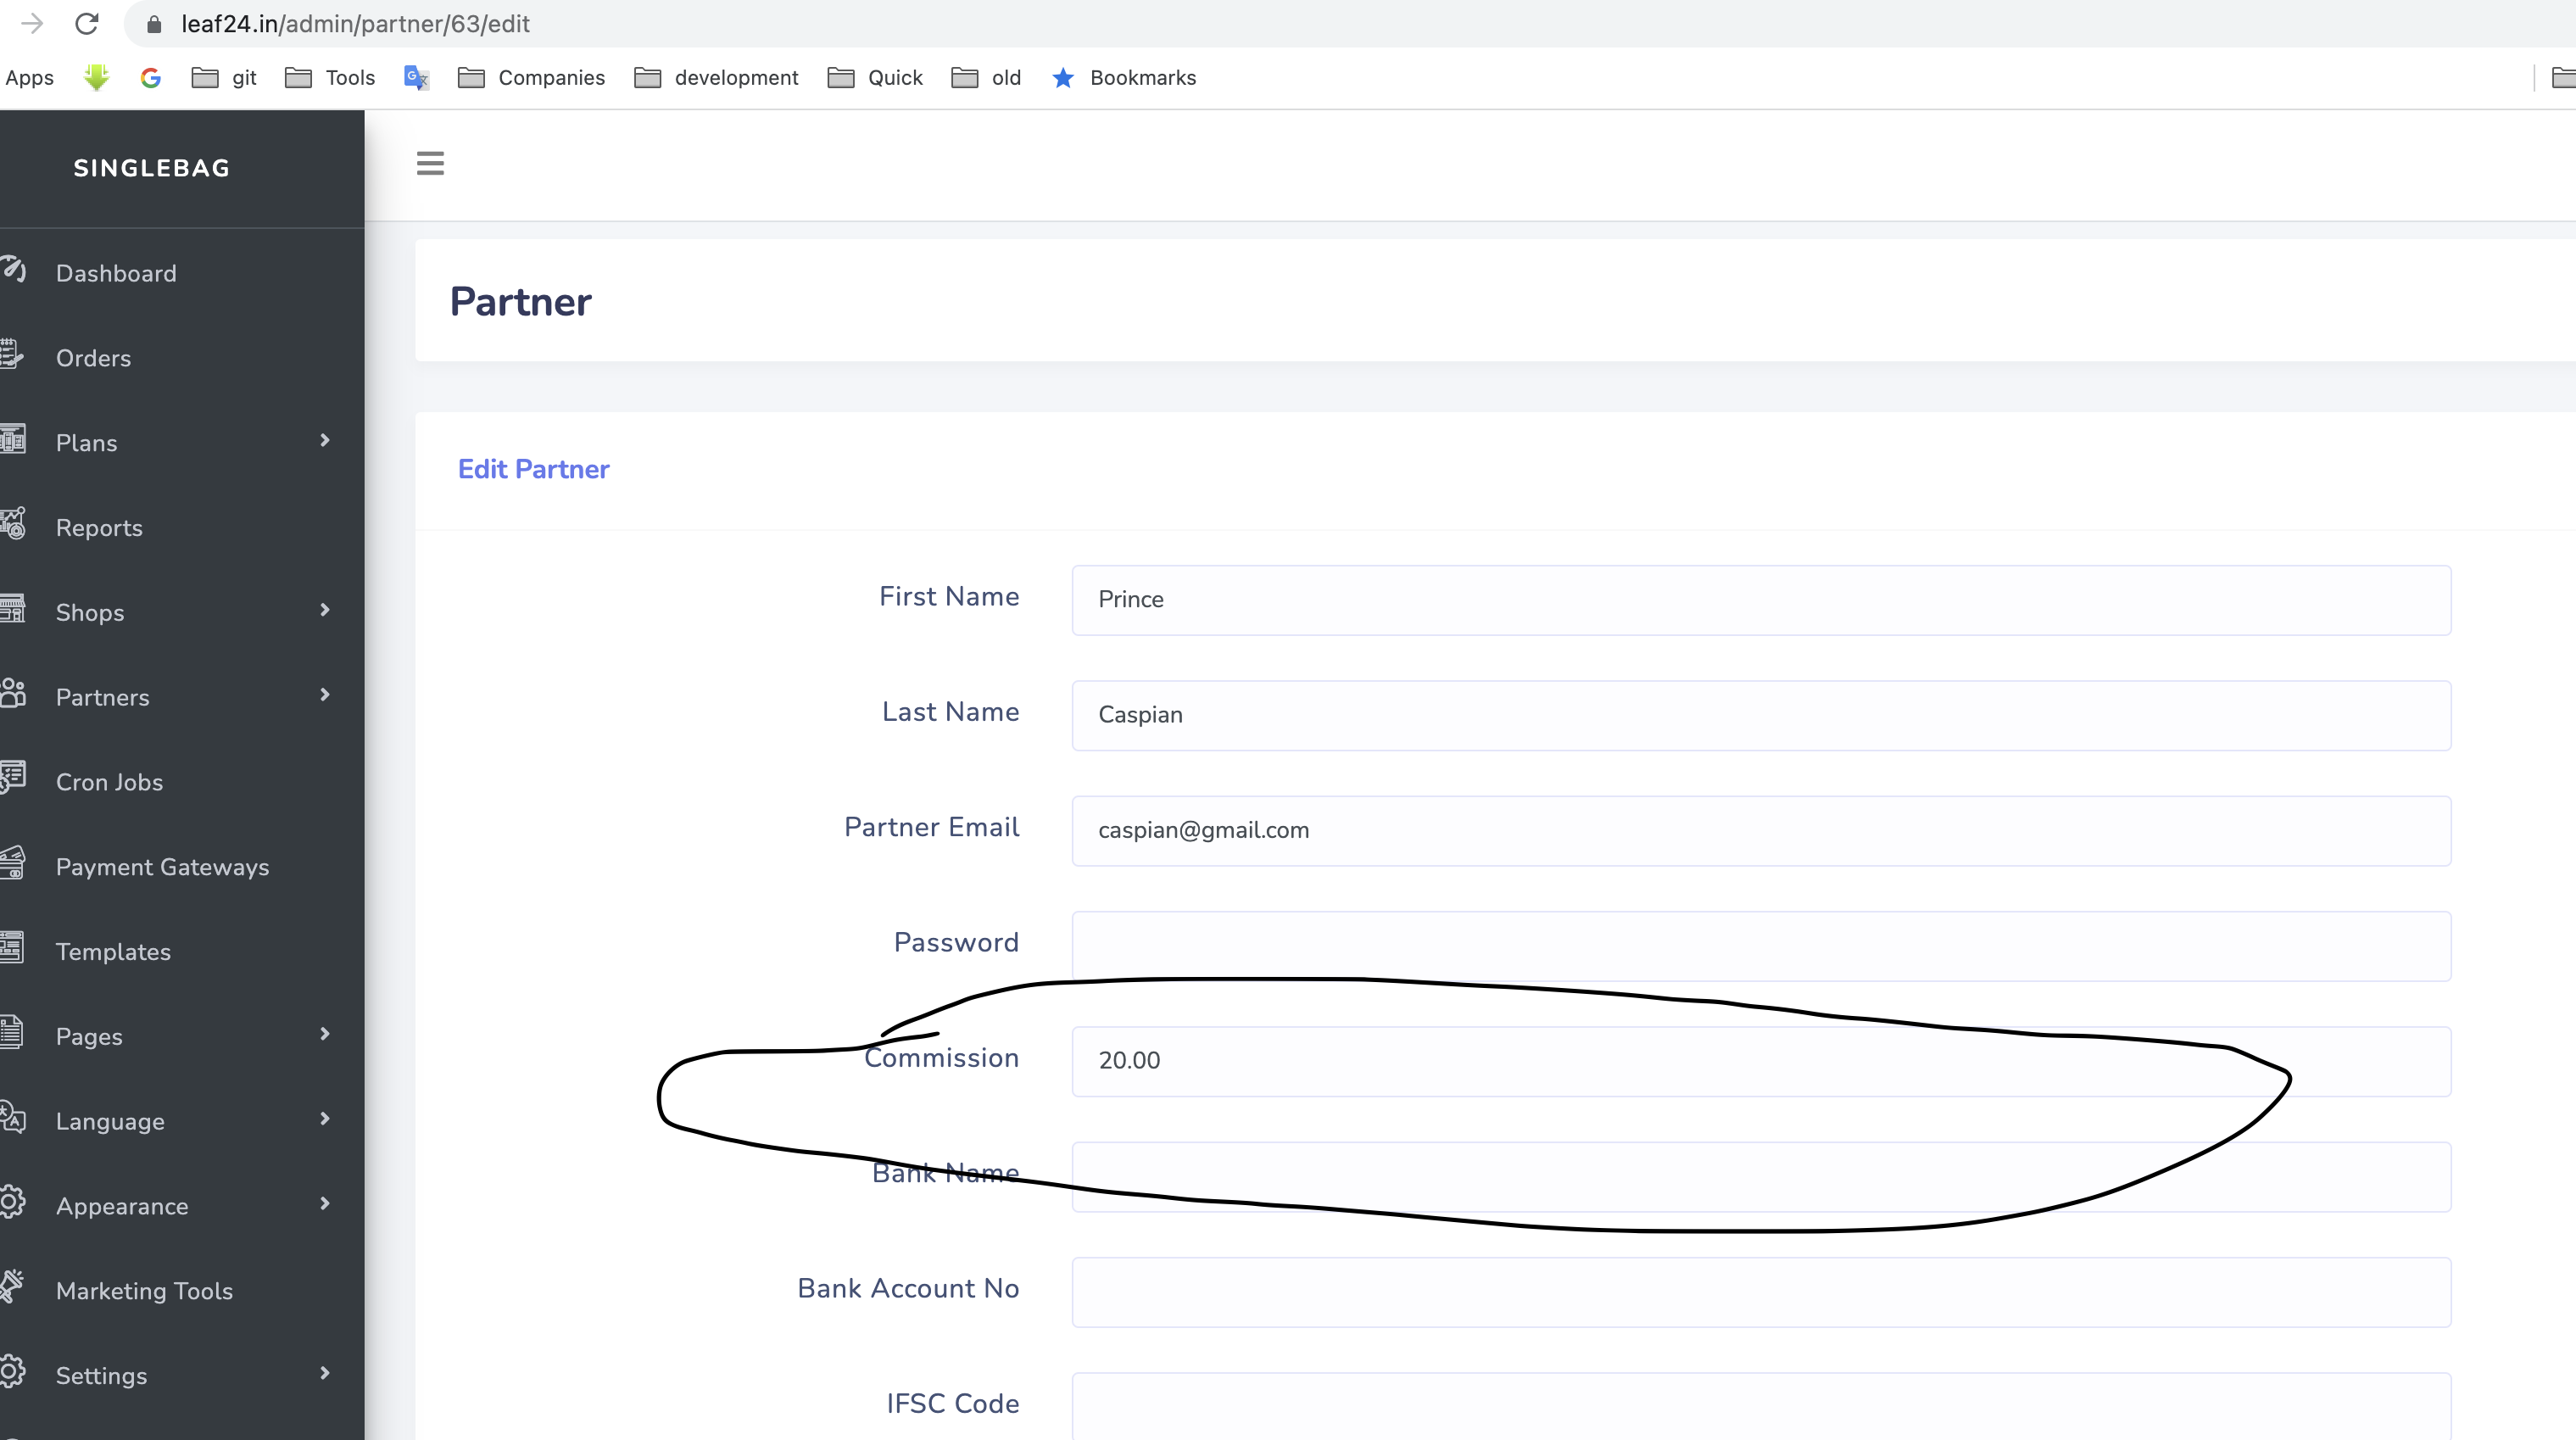 leaf24.in/admin/partner/63/edit
Apps git Tools Companies development Quick old Bookmarks
SINGLEBAG
Dashboard
Orders
Plans
Reports
Shops
Partners
Cron Jobs
Payment Gateways
Templates
Pages
Language
Appearance
Marketing Tools
Settings
Partner
Edit Partner
First Name Prince
Last Name Caspian
Partner Email caspian@gmail.com
Password
Commission 20.00
Bank Name
Bank Account No
IFSC Code